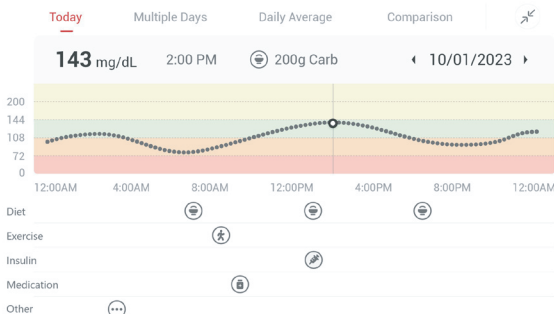 Today Multiple Days Daily Average Comparison
143 mg/dL 2:00 PM 200g Carb 10/01/2023
200
144
108
72
0
12:00AM 4:00AM 8:00AM 12:00PM 4:00PM 8:00PM 12:00AM
Diet
Exercise
Insulin
Medication
Other